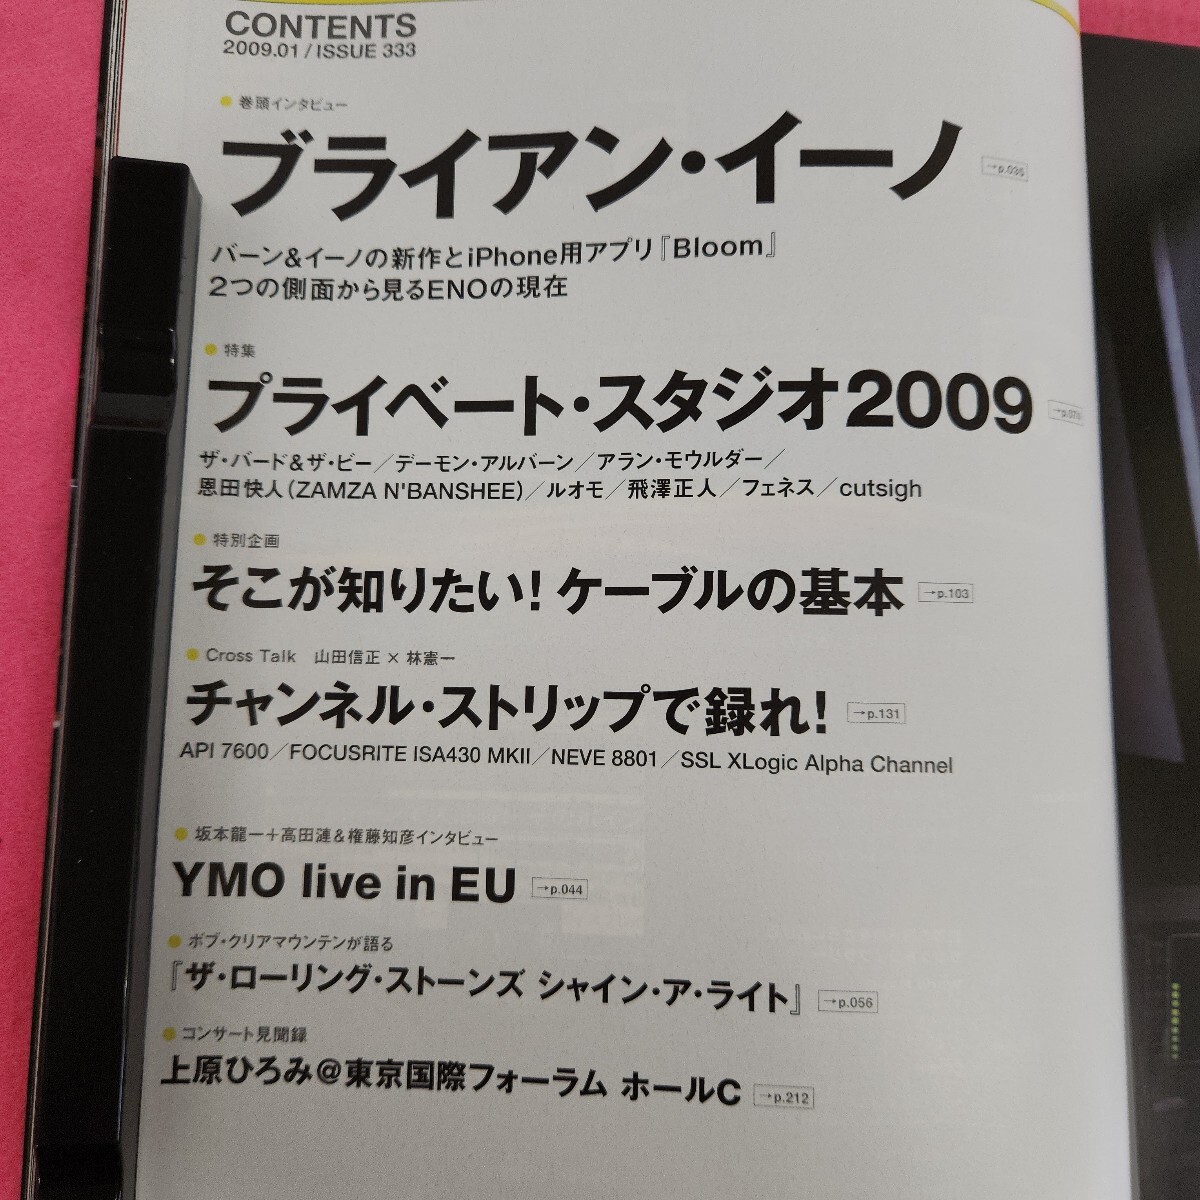 CONTENTS
2009.01 / ISSUE 333
巻頭インタビュー
ブライアン・イーノ
バーン&イーノの新作とiPhone用アプリ『Bloom』
2つの側面から見るENOの現在
特集
プライベート・スタジオ2009
ザ・バード&ザ・ビー／デーモン・アルバーン／アラン・モウルダー／
恩田快人(ZAMZA N'BANSHEE)／ルオモ／飛澤正人／フェネス／cutsigh
特別企画
そこが知りたい! ケーブルの基本 →p.103
Cross Talk 山田信正×林憲一
チャンネル・ストリップで録れ! →p.131
API 7600／FOCUSRITE ISA430 MKII／NEVE 8801／SSL XLogic Alpha Channel
坂本龍一＋高田漣&権藤知彦インタビュー
YMO live in EU →p.044
ボブ・クリアマウンテンが語る
『ザ・ローリング・ストーンズ シャイン・ア・ライト』 →p.056
コンサート見聞録
上原ひろみ@東京国際フォーラム ホールC →p.212